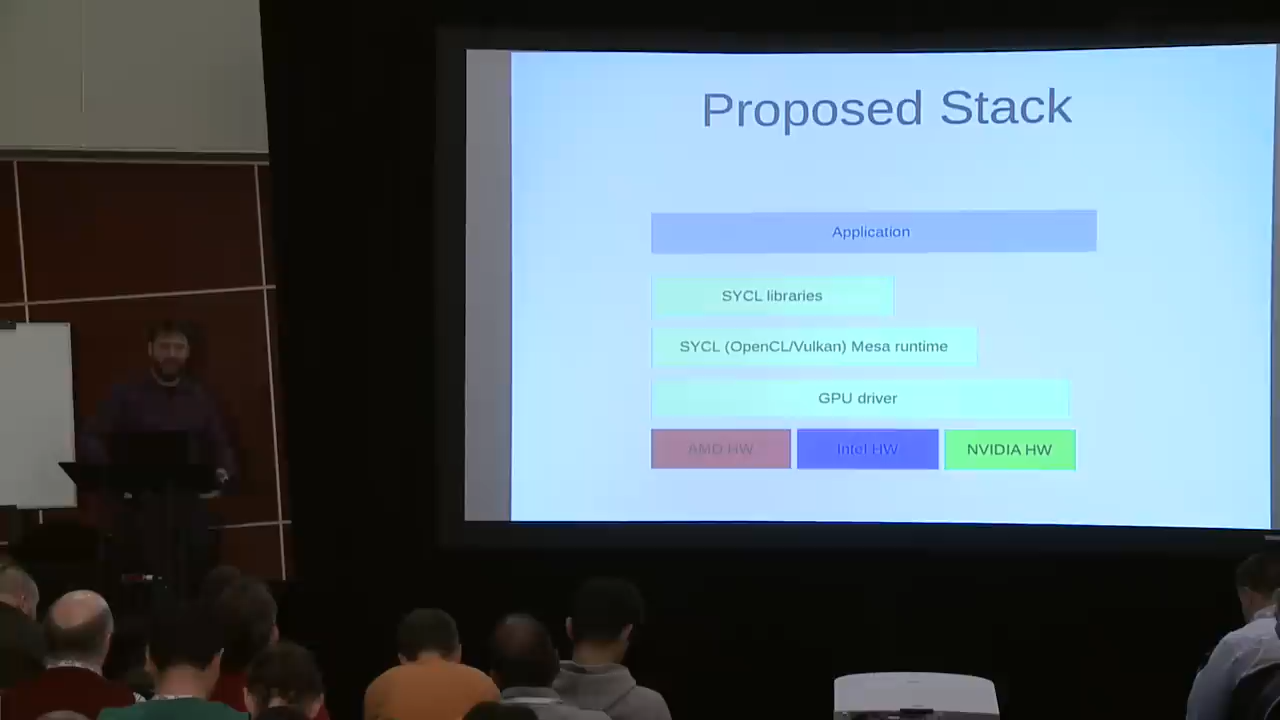 Proposed Stack
Application
SYCL libraries
SYCL (OpenCL/Vulkan) Mesa runtime
GPU driver
AMD HW
Intel HW
NVIDIA HW